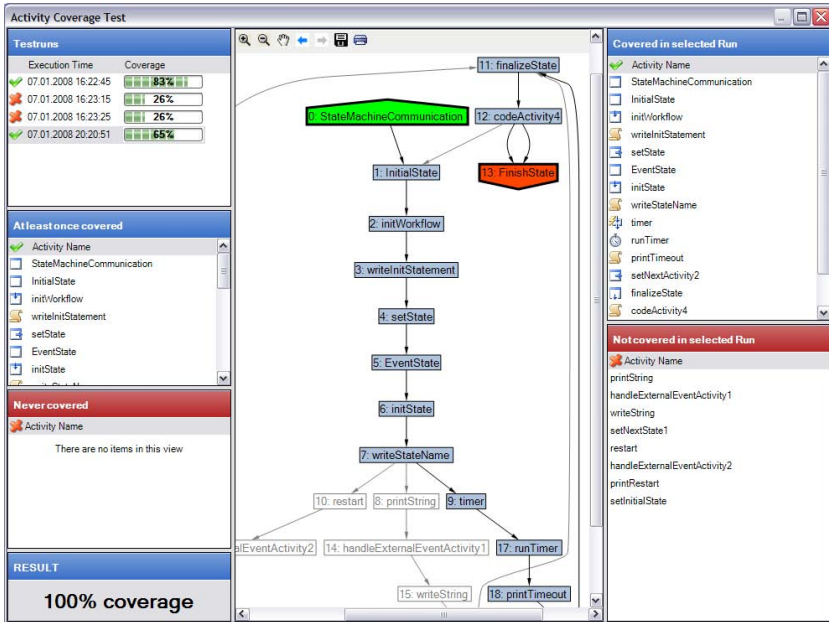 Activity Coverage Test
Testruns
Execution Time Coverage
07.01.2008 16:22:45 83%
07.01.2008 16:23:15 26%
07.01.2008 16:23:25 26%
07.01.2008 20:20:51 65%
At least once covered
Activity Name
StateMachineCommunication
InitialState
initWorkflow
writeInitStatement
setState
EventState
initState
Never covered
Activity Name
There are no items in this view
RESULT
100% coverage
11: finalizeState
0: StateMachineCommunication
12: codeActivity4
1: InitialState
13: FinishState
2: initWorkflow
3: writeInitStatement
4: setState
5: EventState
6: initState
7: writeStateName
10: restart
8: printString
9: timer
alEventActivity2
14: handleExternalEventActivity1
17: runTimer
15: writeString
18: printTimeout
Covered in selected Run
Activity Name
StateMachineCommunication
InitialState
initWorkflow
writeInitStatement
setState
EventState
initState
writeStateName
timer
runTimer
printTimeout
setNextActivity2
finalizeState
codeActivity4
Not covered in selected Run
Activity Name
printString
handleExternalEventActivity1
writeString
setNextState1
restart
handleExternalEventActivity2
printRestart
setInitialState